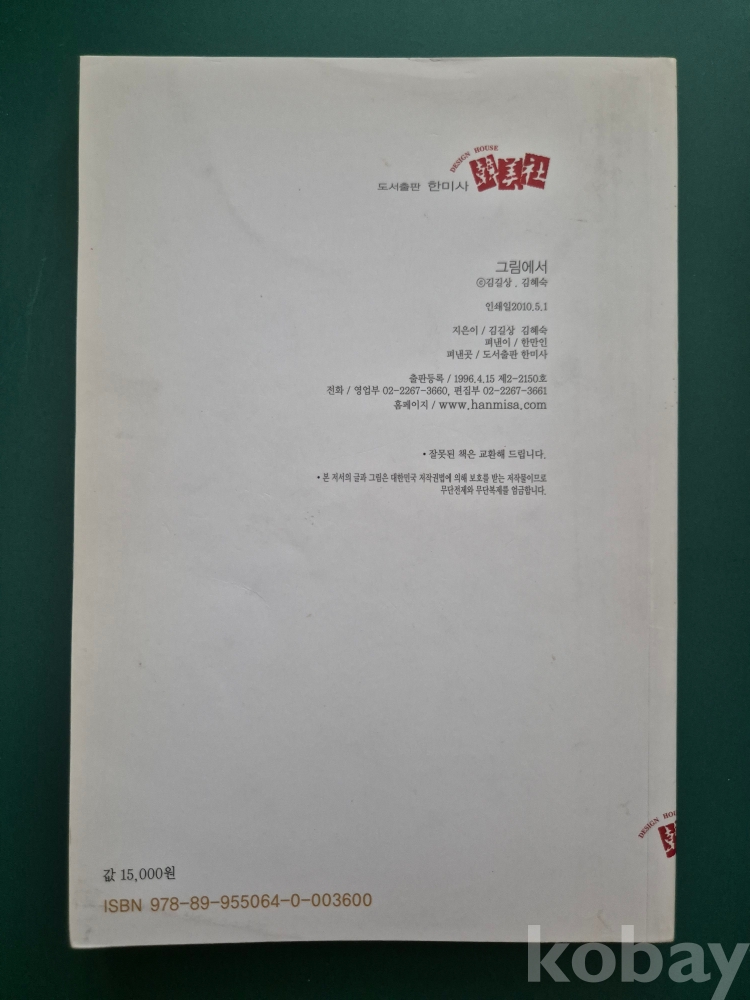 DESIGN HOUSE
도서출판 한미사 韓美社
그림에서
ⓒ김길상 . 김혜숙
인쇄일2010.5.1
지은이 / 김길상 김혜숙
펴낸이 / 한만인
펴낸곳 / 도서출판 한미사
출판등록 / 1996.4.15 제2-2150호
전화 / 영업부 02-2267-3660, 편집부 02-2267-3661
홈페이지 / www.hanmisa.com
• 잘못된 책은 교환해 드립니다.
• 본 저서의 글과 그림은 대한민국 저작권법에 의해 보호를 받는 저작물이므로
무단전제와 무단복제를 엄금합니다.
DESIGN HOU
韓
값 15,000원
ISBN 978-89-955064-0-003600
kobay